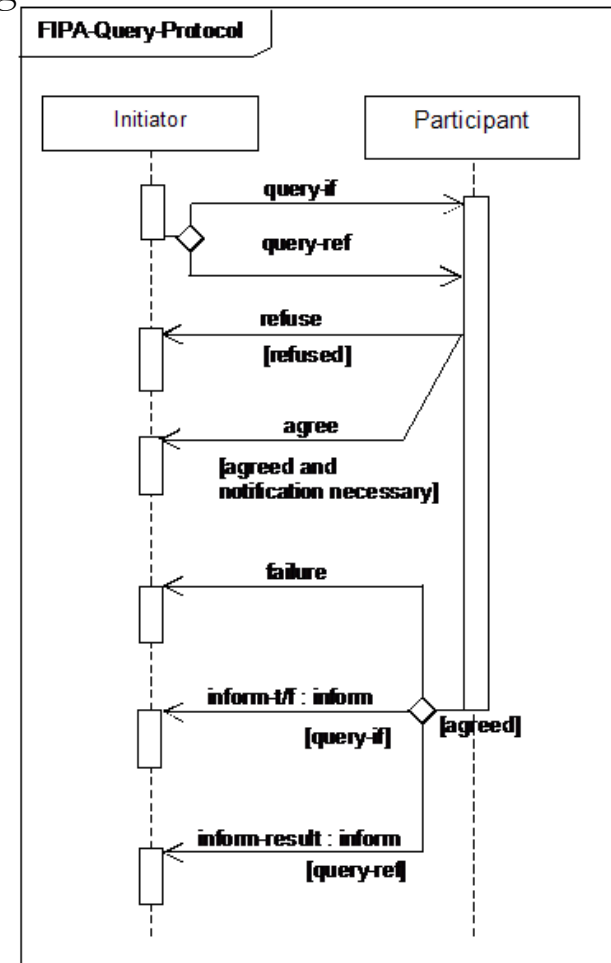 FIPA-Query-Protocol
Initiator
Participant
query-if
query-ref
refuse
[refused]
agree
[agreed and
notification necessary]
failure
inform-t/f : inform
[query-if]
[agreed]
inform-result : inform
[query-ref]